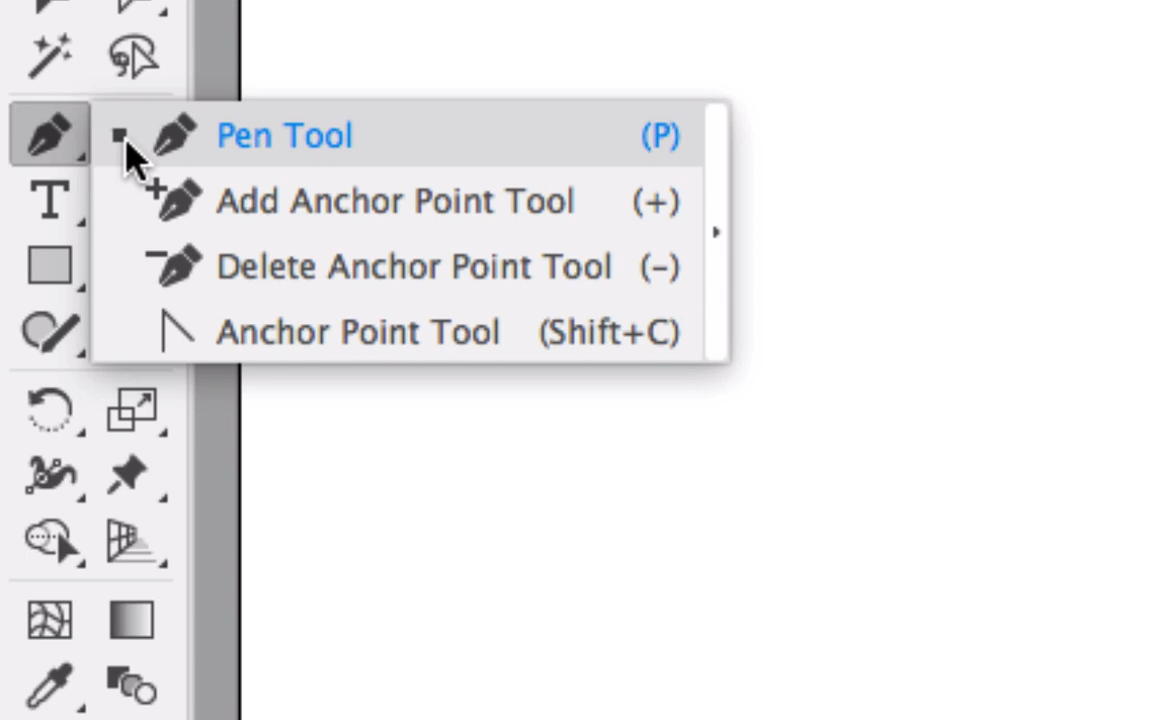 Pen Tool (P)
Add Anchor Point Tool (+)
Delete Anchor Point Tool (-)
Anchor Point Tool (Shift+C)